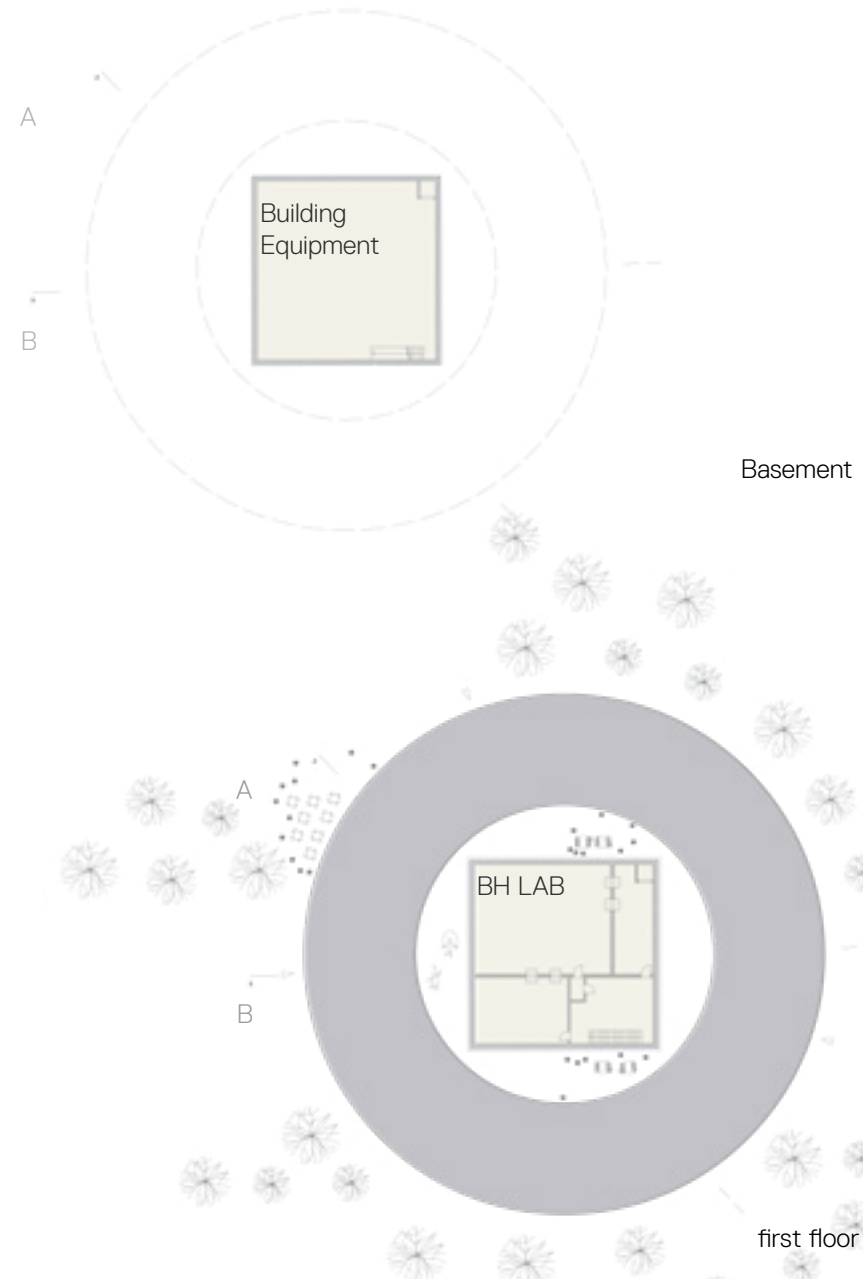 A
Building
Equipment
B
Basement
A
BH LAB
B
first floor